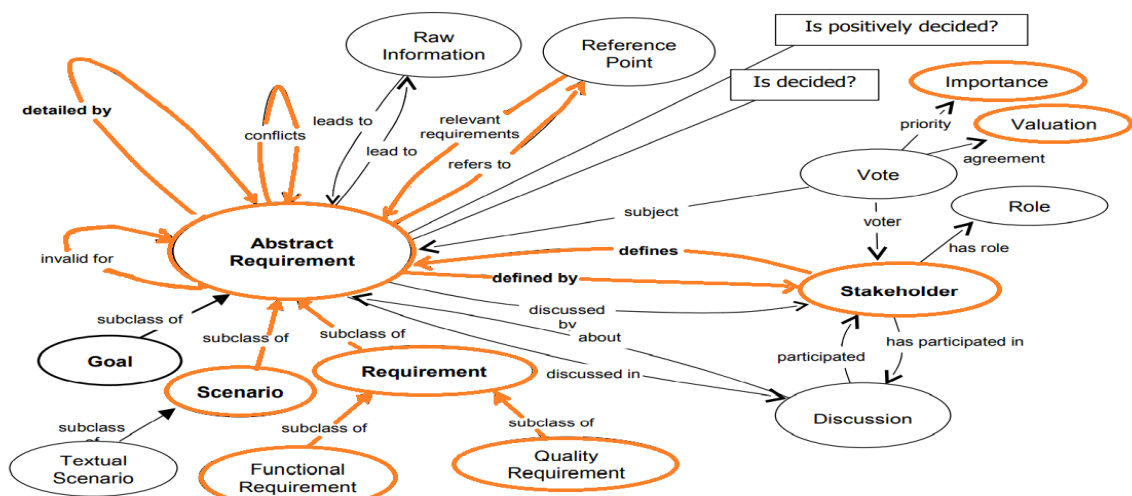 Is positively decided?
Raw
Information
Reference
Point
Is decided?
Importance
detailed by
conflicts
leads to
relevant
requirements
priority
Valuation
lead to
refers to
agreement
Vote
subject
Role
voter
Abstract
Requirement
has role
invalid for
defines
defined by
Stakeholder
subclass of
discussed
by
about
subclass of
subclass of
participated
has participated in
Goal
Requirement
discussed in
Scenario
Discussion
subclass
of
subclass of
subclass of
Textual
Scenario
Functional
Requirement
Quality
Requirement